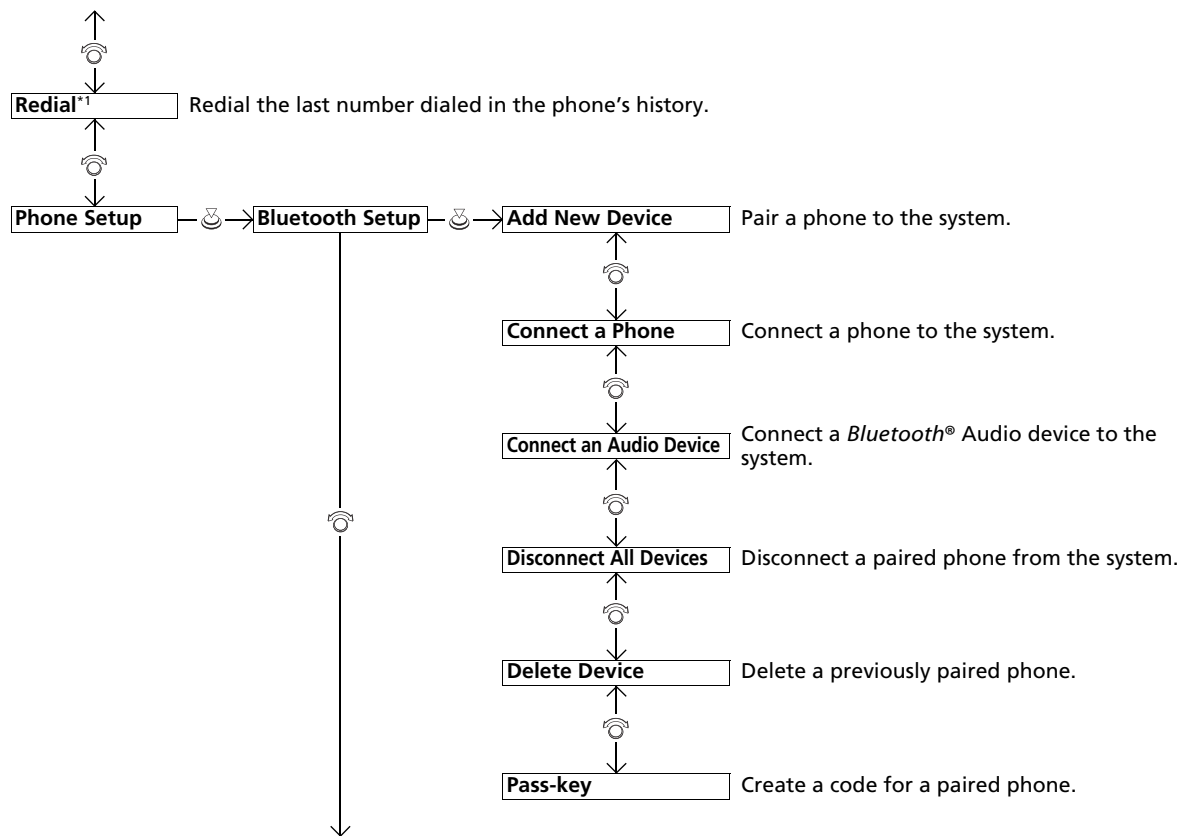 Redial*1 Redial the last number dialed in the phone's history.
Phone Setup Bluetooth Setup Add New Device Pair a phone to the system.
Connect a Phone Connect a phone to the system.
Connect an Audio Device Connect a Bluetooth® Audio device to the
system.
Disconnect All Devices Disconnect a paired phone from the system.
Delete Device Delete a previously paired phone.
Pass-key Create a code for a paired phone.